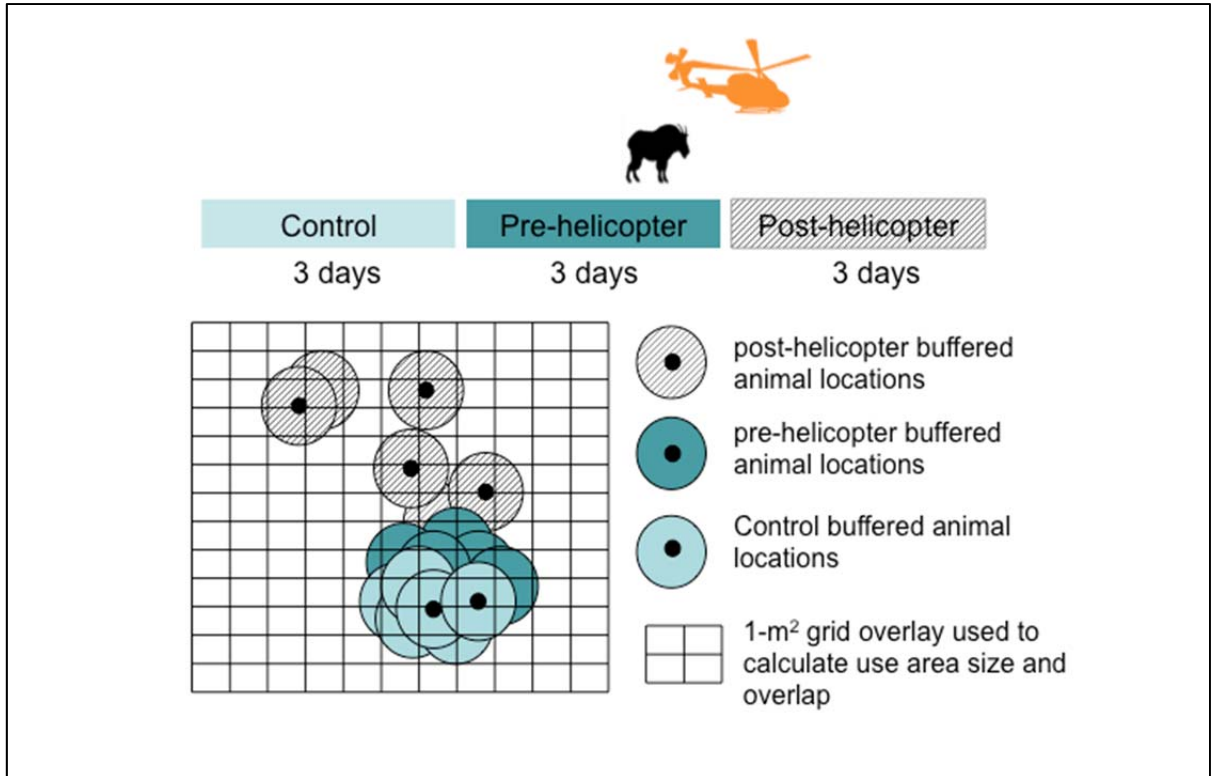 Control
Pre-helicopter
Post-helicopter
3 days
3 days
3 days
post-helicopter buffered
animal locations
pre-helicopter buffered
animal locations
Control buffered animal
locations
1-m² grid overlay used to
calculate use area size and
overlap